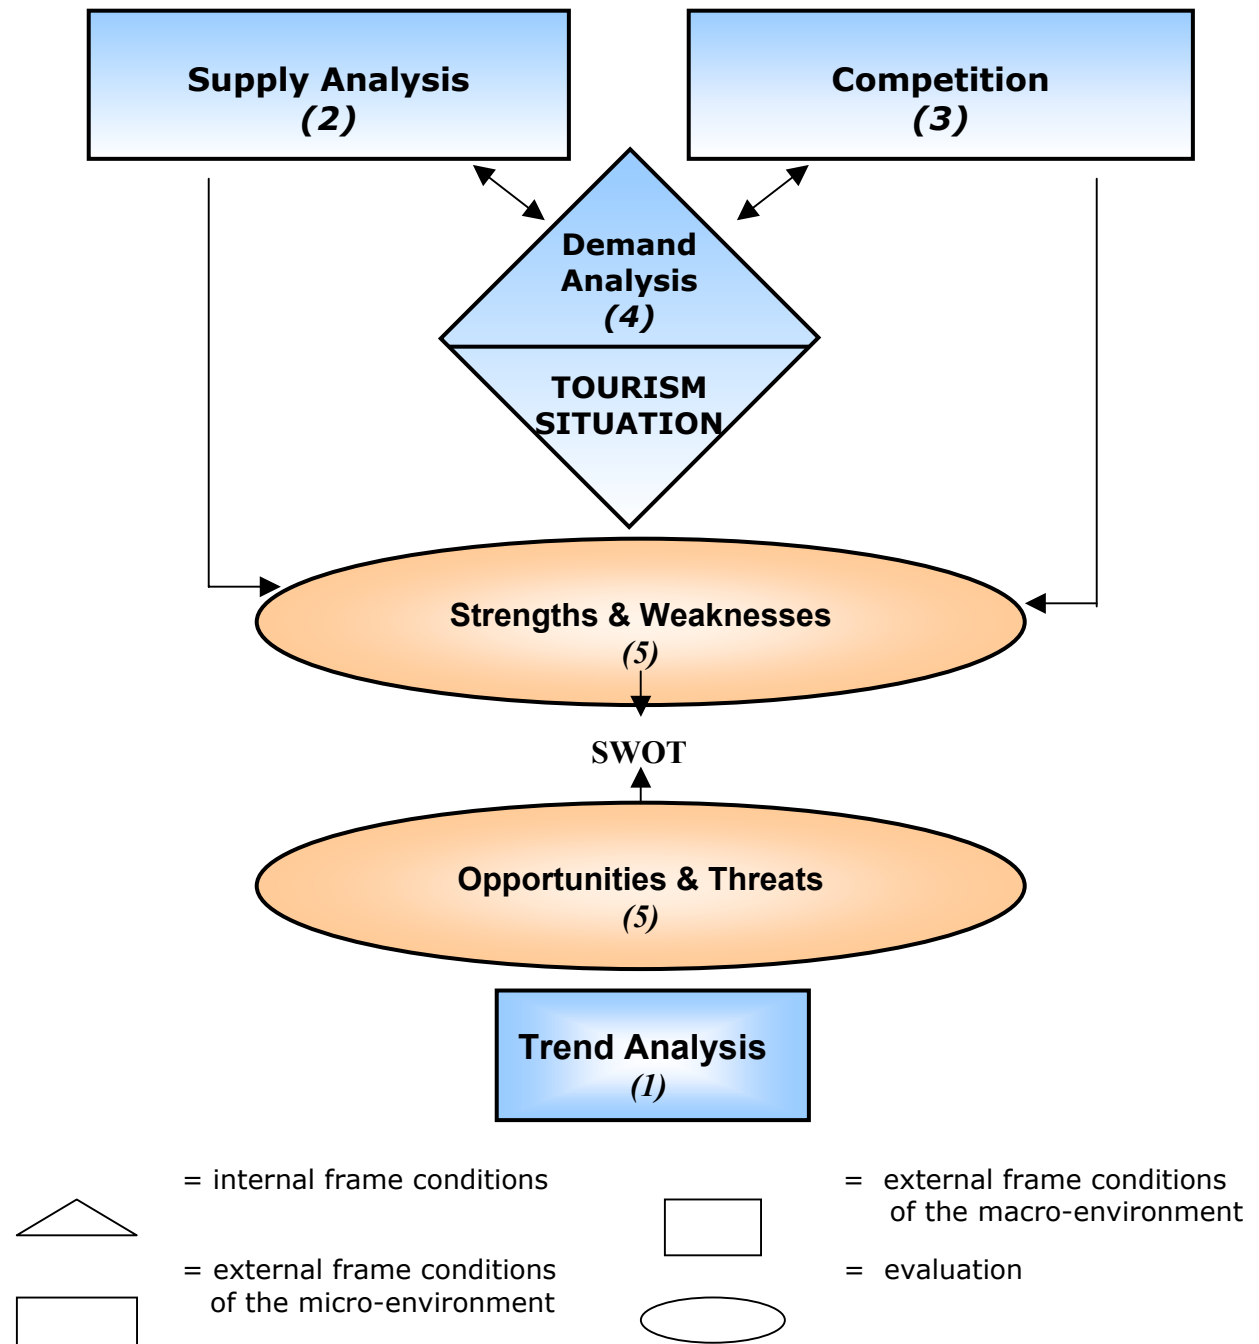 Supply Analysis
(2)
Competition
(3)
Demand
Analysis
(4)
TOURISM
SITUATION
Strengths & Weaknesses
(5)
SWOT
Opportunities & Threats
(5)
Trend Analysis
(1)
= internal frame conditions
= external frame conditions
of the macro-environment
= external frame conditions
of the micro-environment
= evaluation